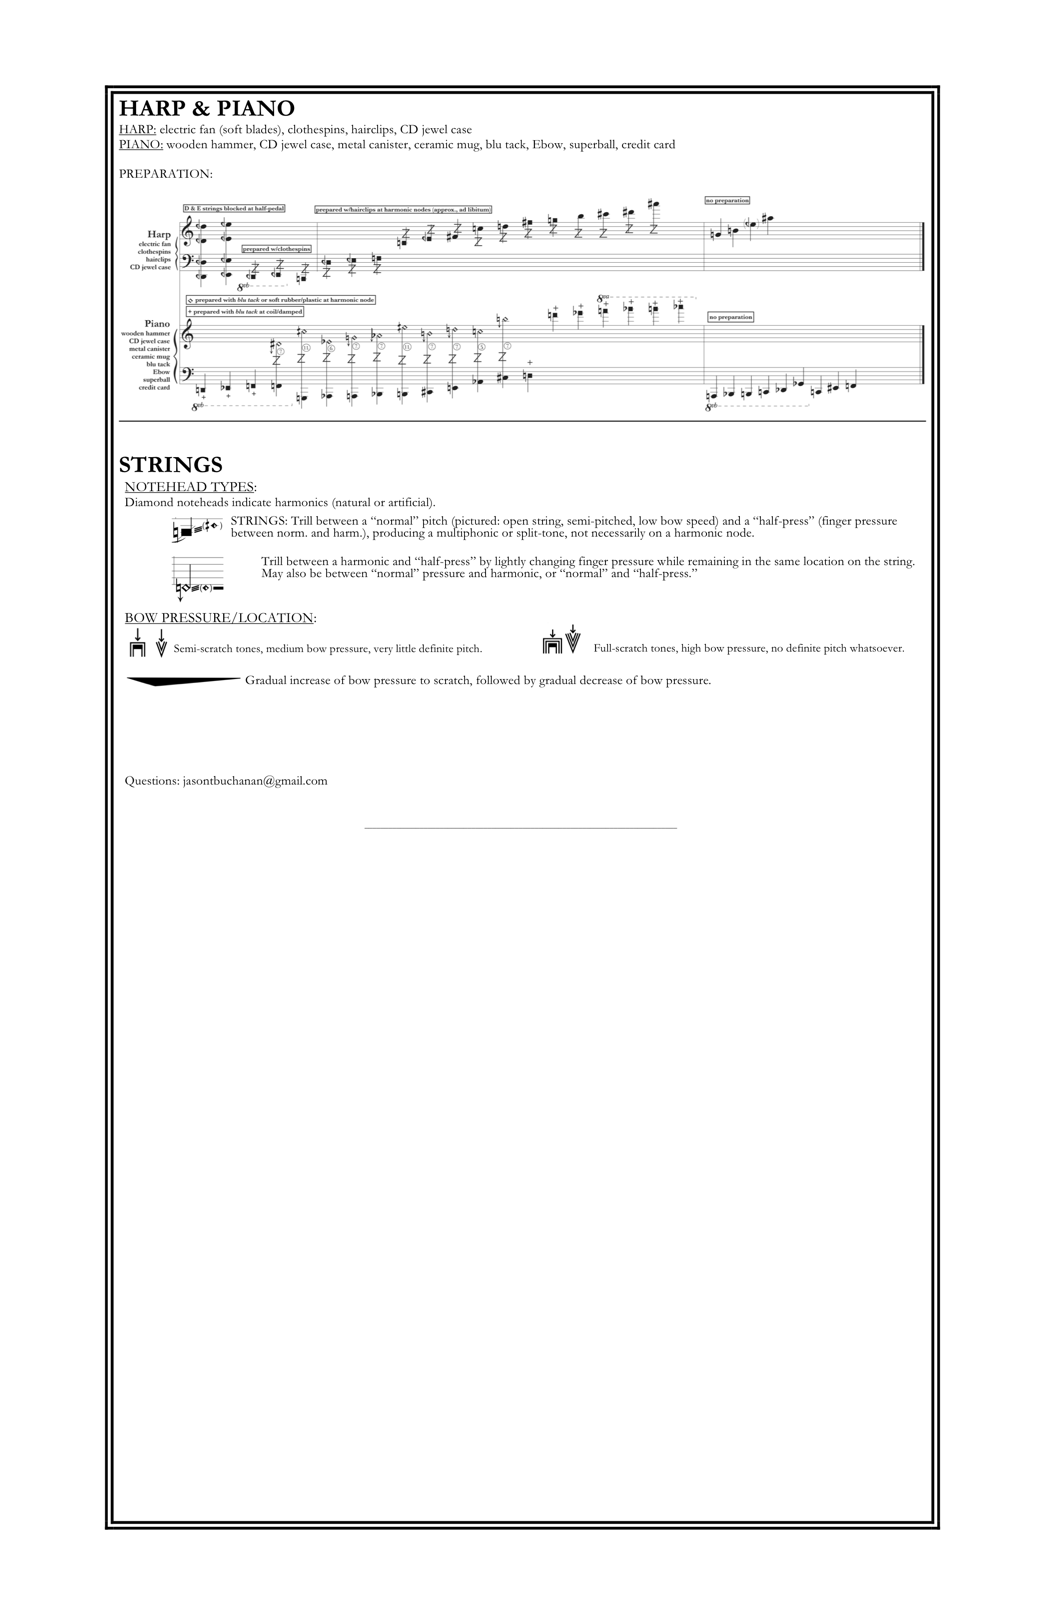 HARP & PIANO
HARP: electric fan (soft blades), clothespins, hairclips, CD jewel case
PIANO: wooden hammer, CD jewel case, metal canister, ceramic mug, blu tack, Ebow, superball, credit card
PREPARATION:
no preparation
D & E strings blocked at half-pedal
prepared w/hairclips at harmonic nodes (approx., ad libitum)
Harp
electric fan
clothespins
hairclips
CD jewel case
prepared w/clothespins
8vb
prepared with blu tack or soft rubber/plastic at harmonic node
8va
+ prepared with blu tack at coil/damped
no preparation
Piano
wooden hammer
CD jewel case
metal canister
ceramic mug
blu tack
Ebow
superball
credit card
8vb
8vb
STRINGS
NOTEHEAD TYPES:
Diamond noteheads indicate harmonics (natural or artificial).
STRINGS: Trill between a “normal” pitch (pictured: open string, semi-pitched, low bow speed) and a “half-press” (finger pressure
between norm. and harm.), producing a multiphonic or split-tone, not necessarily on a harmonic node.
Trill between a harmonic and “half-press” by lightly changing finger pressure while remaining in the same location on the string.
May also be between “normal” pressure and harmonic, or “normal” and “half-press.”
BOW PRESSURE/LOCATION:
Semi-scratch tones, medium bow pressure, very little definite pitch.
Full-scratch tones, high bow pressure, no definite pitch whatsoever.
Gradual increase of bow pressure to scratch, followed by gradual decrease of bow pressure.
Questions: jasontbuchanan@gmail.com